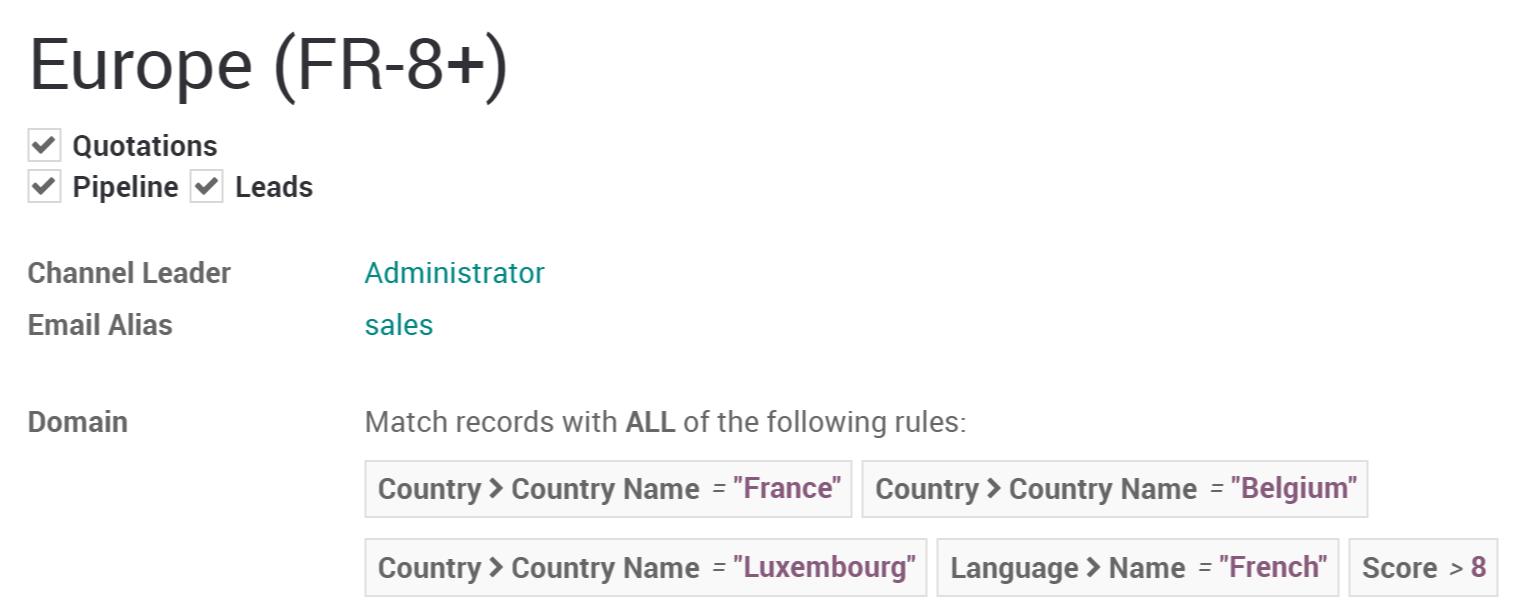 Europe (FR-8+)
Quotations
Pipeline Leads
Channel Leader Administrator
Email Alias sales
Domain Match records with ALL of the following rules:
Country > Country Name = "France" Country > Country Name = "Belgium"
Country > Country Name = "Luxembourg" Language > Name = "French" Score > 8